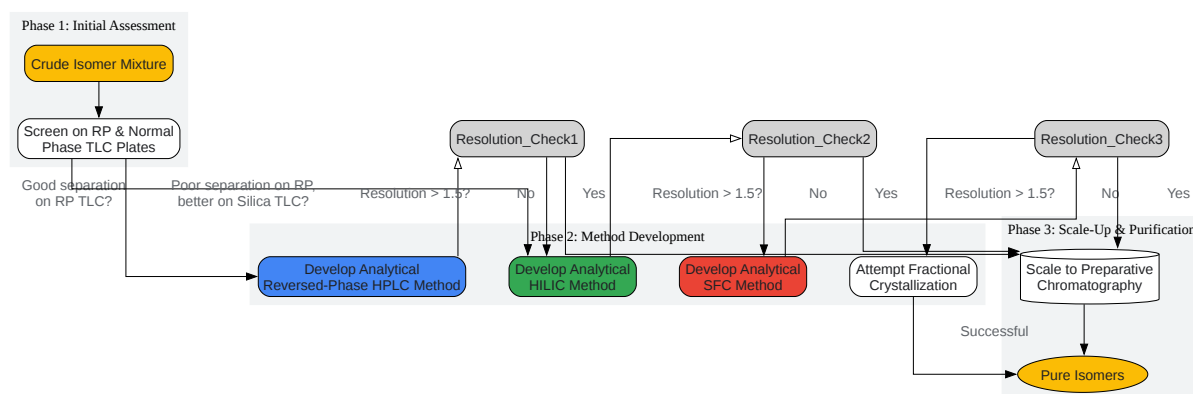 Phase 1: Initial Assessment
Crude Isomer Mixture
Screen on RP & Normal
Phase TLC Plates
Good separation
on RP TLC?
Poor separation on RP,
better on Silica TLC?
Resolution_Check1
Resolution > 1.5?
No
Yes
Resolution_Check2
Resolution > 1.5?
No
Yes
Resolution_Check3
Resolution > 1.5?
No
Yes
Phase 2: Method Development
Develop Analytical
Reversed-Phase HPLC Method
Develop Analytical
HILIC Method
Develop Analytical
SFC Method
Attempt Fractional
Crystallization
Phase 3: Scale-Up & Purification
Scale to Preparative
Chromatography
Successful
Pure Isomers